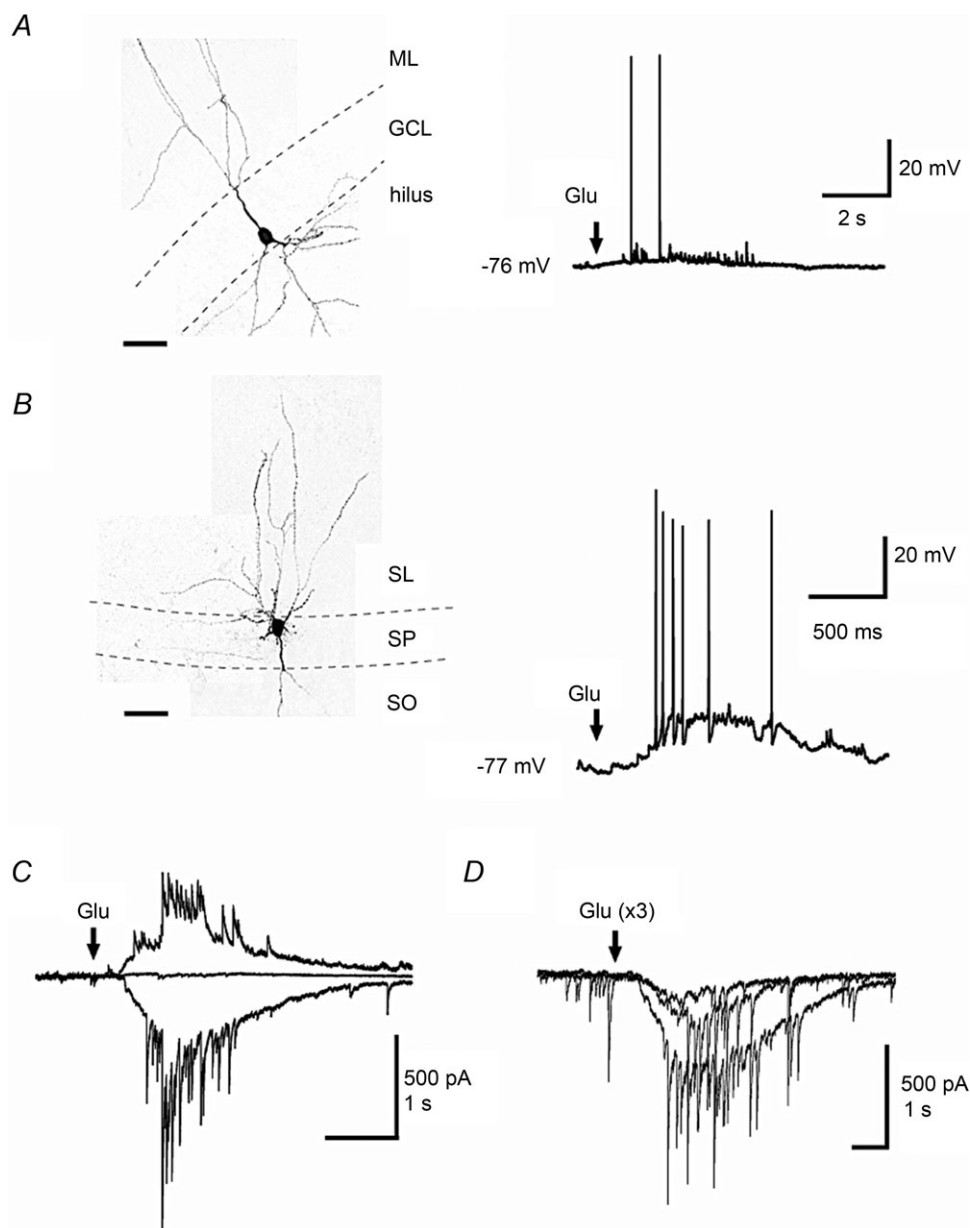 A
ML
GCL
hilus
Glu
20 mV
2 s
-76 mV
B
SL
SP
SO
20 mV
500 ms
Glu
-77 mV
C
Glu
500 pA
1 s
D
Glu (x3)
500 pA
1 s